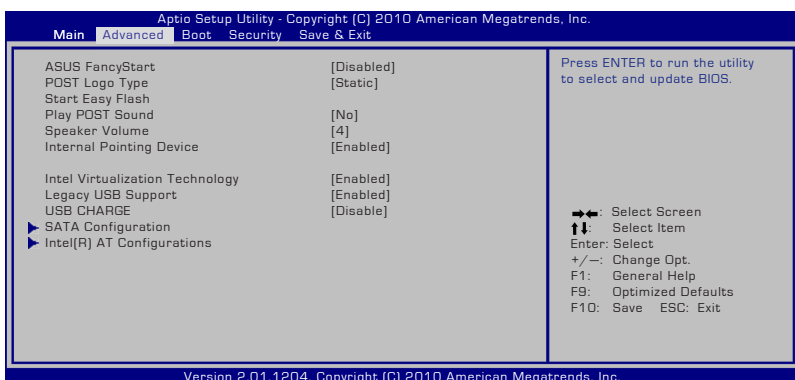 Aptio Setup Utility - Copyright (C) 2010 American Megatrends, Inc.
Main Advanced Boot Security Save & Exit
ASUS FancyStart [Disabled]
POST Logo Type [Static]
Start Easy Flash
Play POST Sound [No]
Speaker Volume [4]
Internal Pointing Device [Enabled]
Intel Virtualization Technology [Enabled]
Legacy USB Support [Enabled]
USB CHARGE [Disable]
SATA Configuration
Intel(R) AT Configurations
Press ENTER to run the utility
to select and update BIOS.
→←: Select Screen
↑↓: Select Item
Enter: Select
+/—: Change Opt.
F1: General Help
F9: Optimized Defaults
F10: Save ESC: Exit
Version 2.01.1204. Copyright (C) 2010 American Megatrends, Inc.